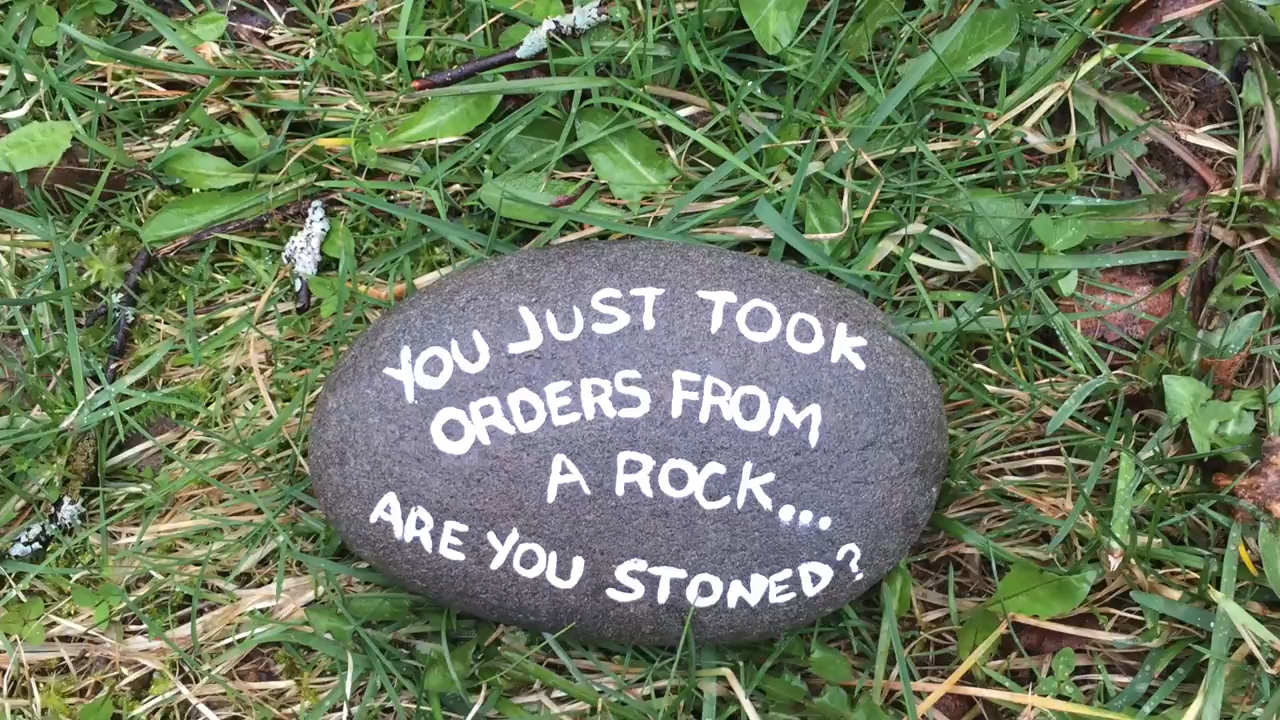 YOU JUST TOOK
ORDERS FROM
A ROCK...
ARE YOU STONED?